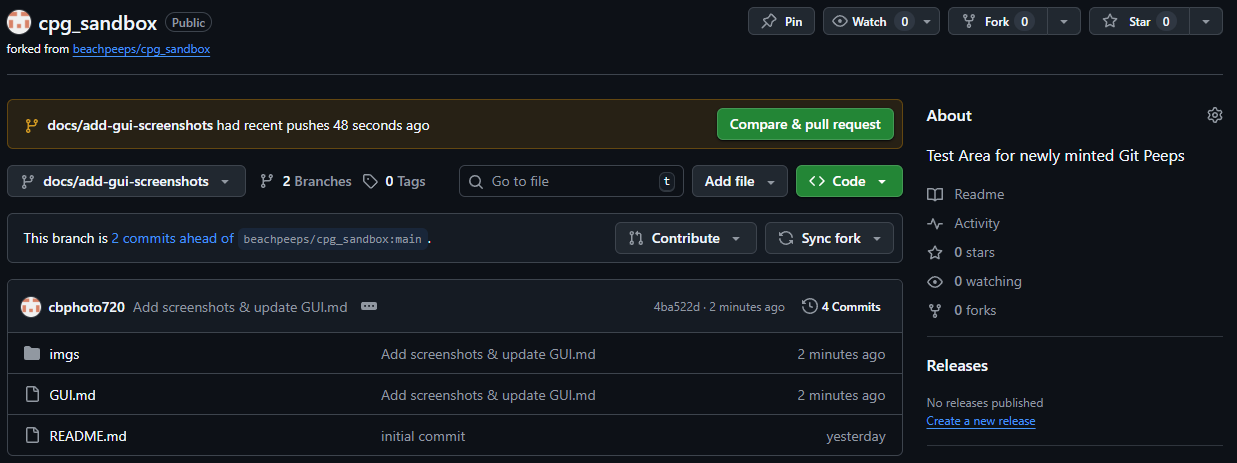 cpg_sandbox Public Pin Watch 0 Fork 0 Star 0
forked from beachpeeps/cpg_sandbox
docs/add-gui-screenshots had recent pushes 48 seconds ago Compare & pull request
docs/add-gui-screenshots 2 Branches 0 Tags Go to file t Add file Code
This branch is 2 commits ahead of beachpeeps/cpg_sandbox:main. Contribute Sync fork
cbphoto720 Add screenshots & update GUI.md 4ba522d · 2 minutes ago 4 Commits
imgs Add screenshots & update GUI.md 2 minutes ago
GUI.md Add screenshots & update GUI.md 2 minutes ago
README.md initial commit yesterday
About
Test Area for newly minted Git Peeps
Readme
Activity
0 stars
0 watching
0 forks
Releases
No releases published
Create a new release